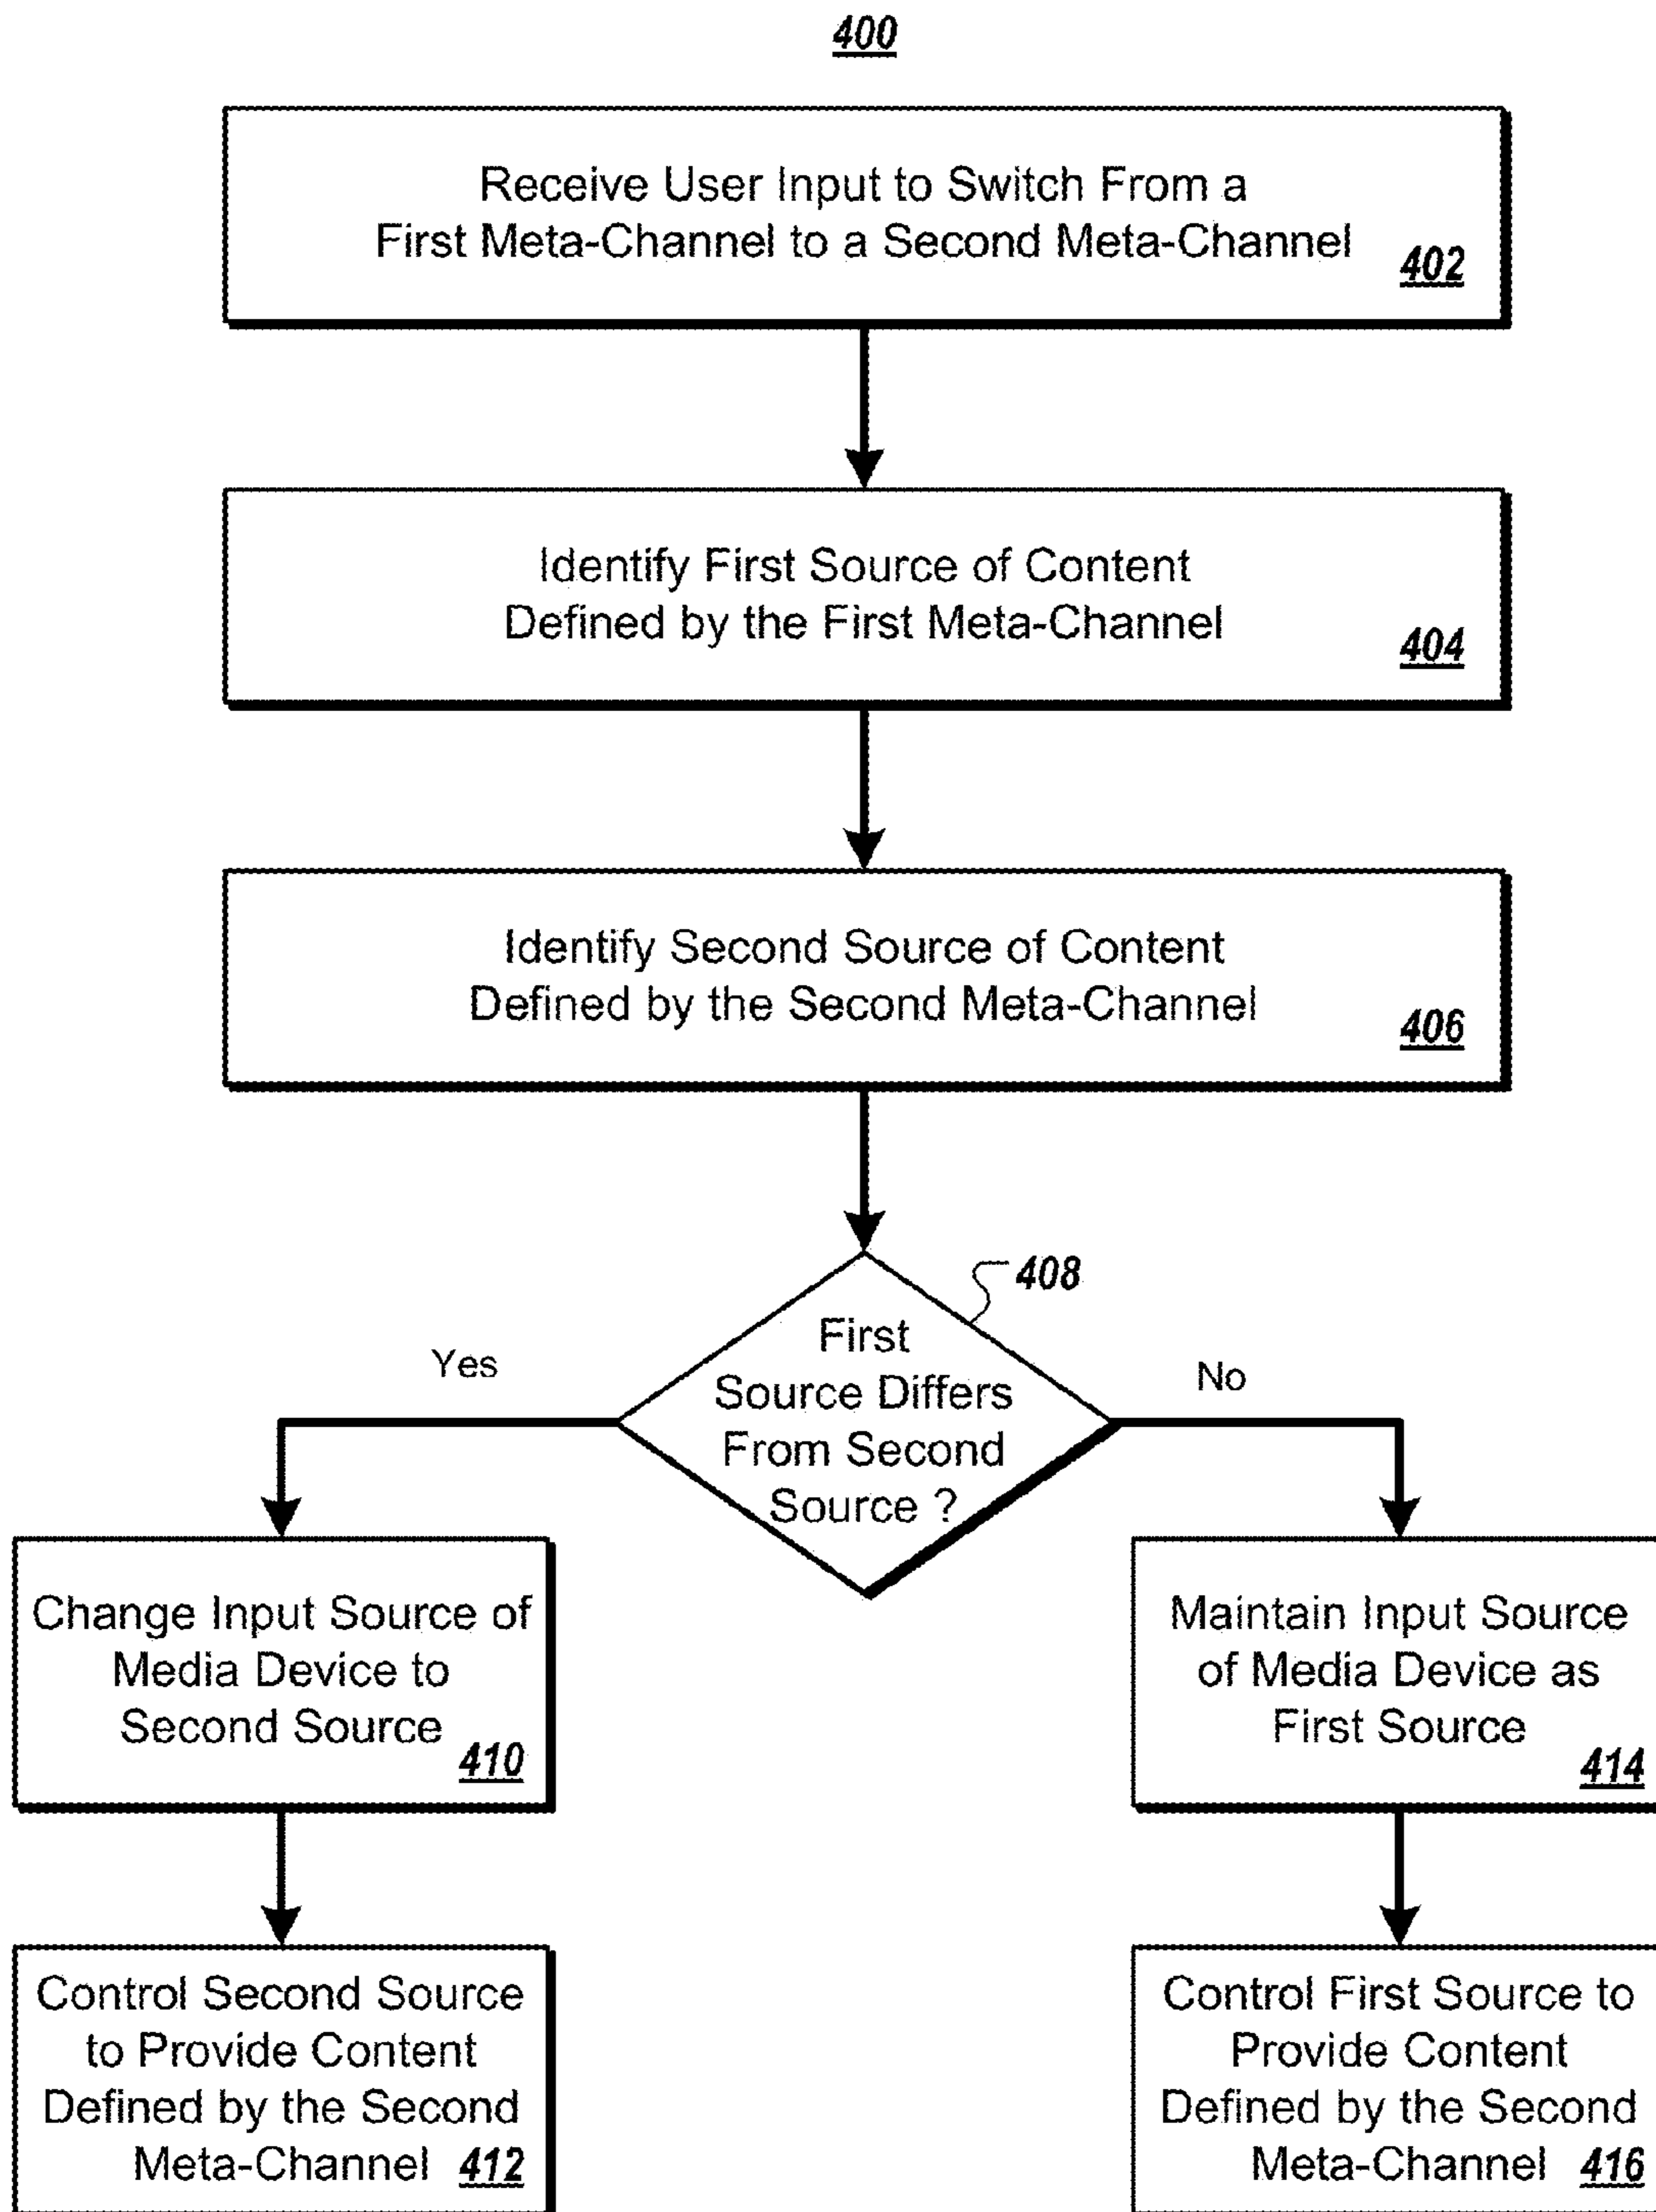 400
Receive User Input to Switch From a
First Meta-Channel to a Second Meta-Channel
402
Identify First Source of Content
Defined by the First Meta-Channel
404
Identify Second Source of Content
Defined by the Second Meta-Channel
406
408
First
Source Differs
From Second
Source ?
Yes
No
Change Input Source of
Media Device to
Second Source
410
Maintain Input Source
of Media Device as
First Source
414
Control Second Source
to Provide Content
Defined by the Second
Meta-Channel 412
Control First Source to
Provide Content
Defined by the Second
Meta-Channel 416